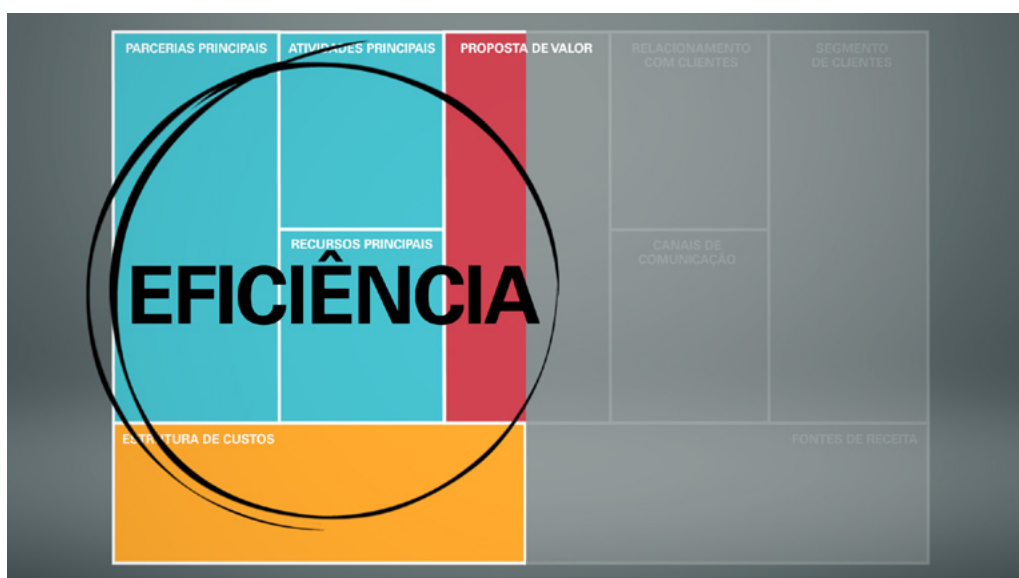 PARCERIAS PRINCIPAIS
ATIVIDADES PRINCIPAIS
PROPOSTA DE VALOR
RELACIONAMENTO
COM CLIENTES
SEGMENTO
DE CLIENTES
RECURSOS PRINCIPAIS
CANAIS DE
COMUNICAÇÃO
EFICIÊNCIA
ESTRUTURA DE CUSTOS
FONTES DE RECEITA